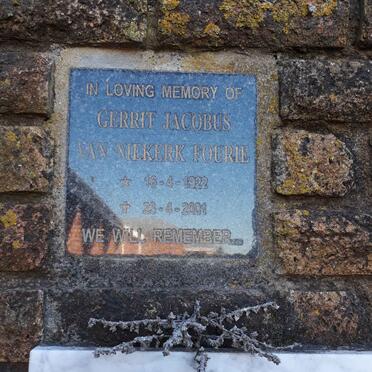 IN LOVING MEMORY OF
GERRIT JACOBUS
VAN NIEKERK FOURIE
★ 16-4-1922
✝ 23-4-2001
WE WILL REMEMBER...